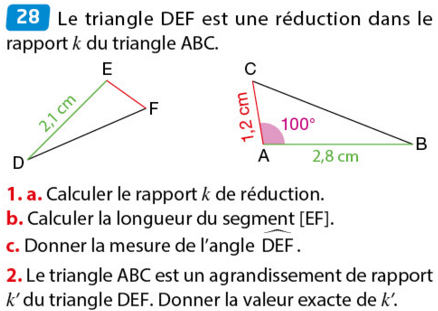 28 Le triangle DEF est une réduction dans le
rapport k du triangle ABC.
E
2,1 cm
F
D
C
1,2 cm
100°
A
2,8 cm
B
1. a. Calculer le rapport k de réduction.
b. Calculer la longueur du segment [EF].
c. Donner la mesure de l'angle DEF.
2. Le triangle ABC est un agrandissement de rapport
k' du triangle DEF. Donner la valeur exacte de k'.